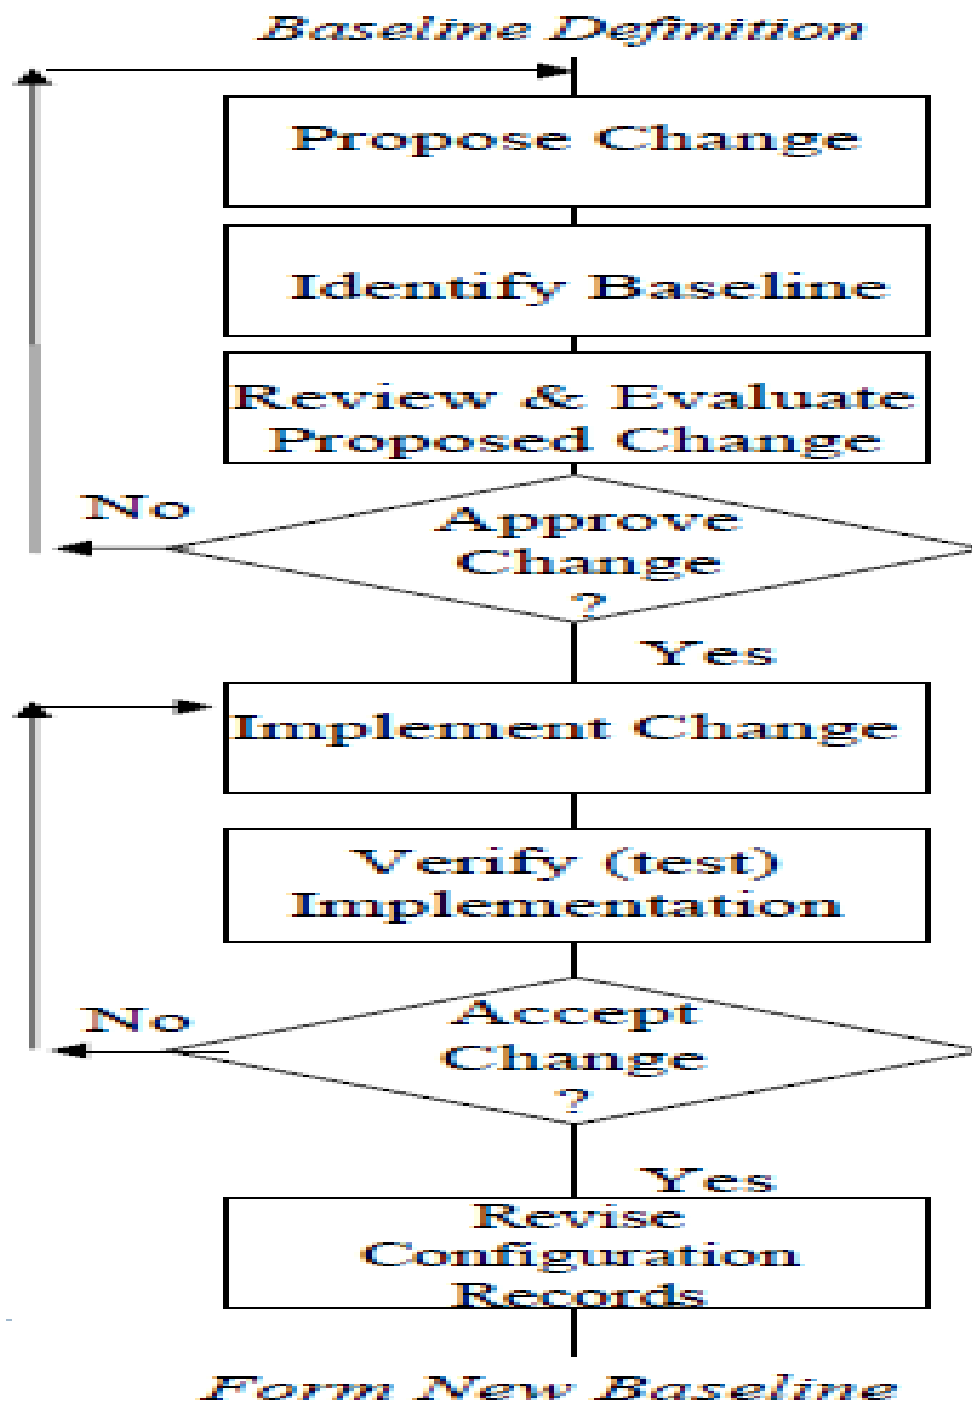 Baseline Definition
Propose Change
Identify Baseline
Review & Evaluate
Proposed Change
No
Approve
Change
?
Yes
Implement Change
Verify (test)
Implementation
No
Accept
Change
?
Yes
Revise
Configuration
Records
Form New Baseline